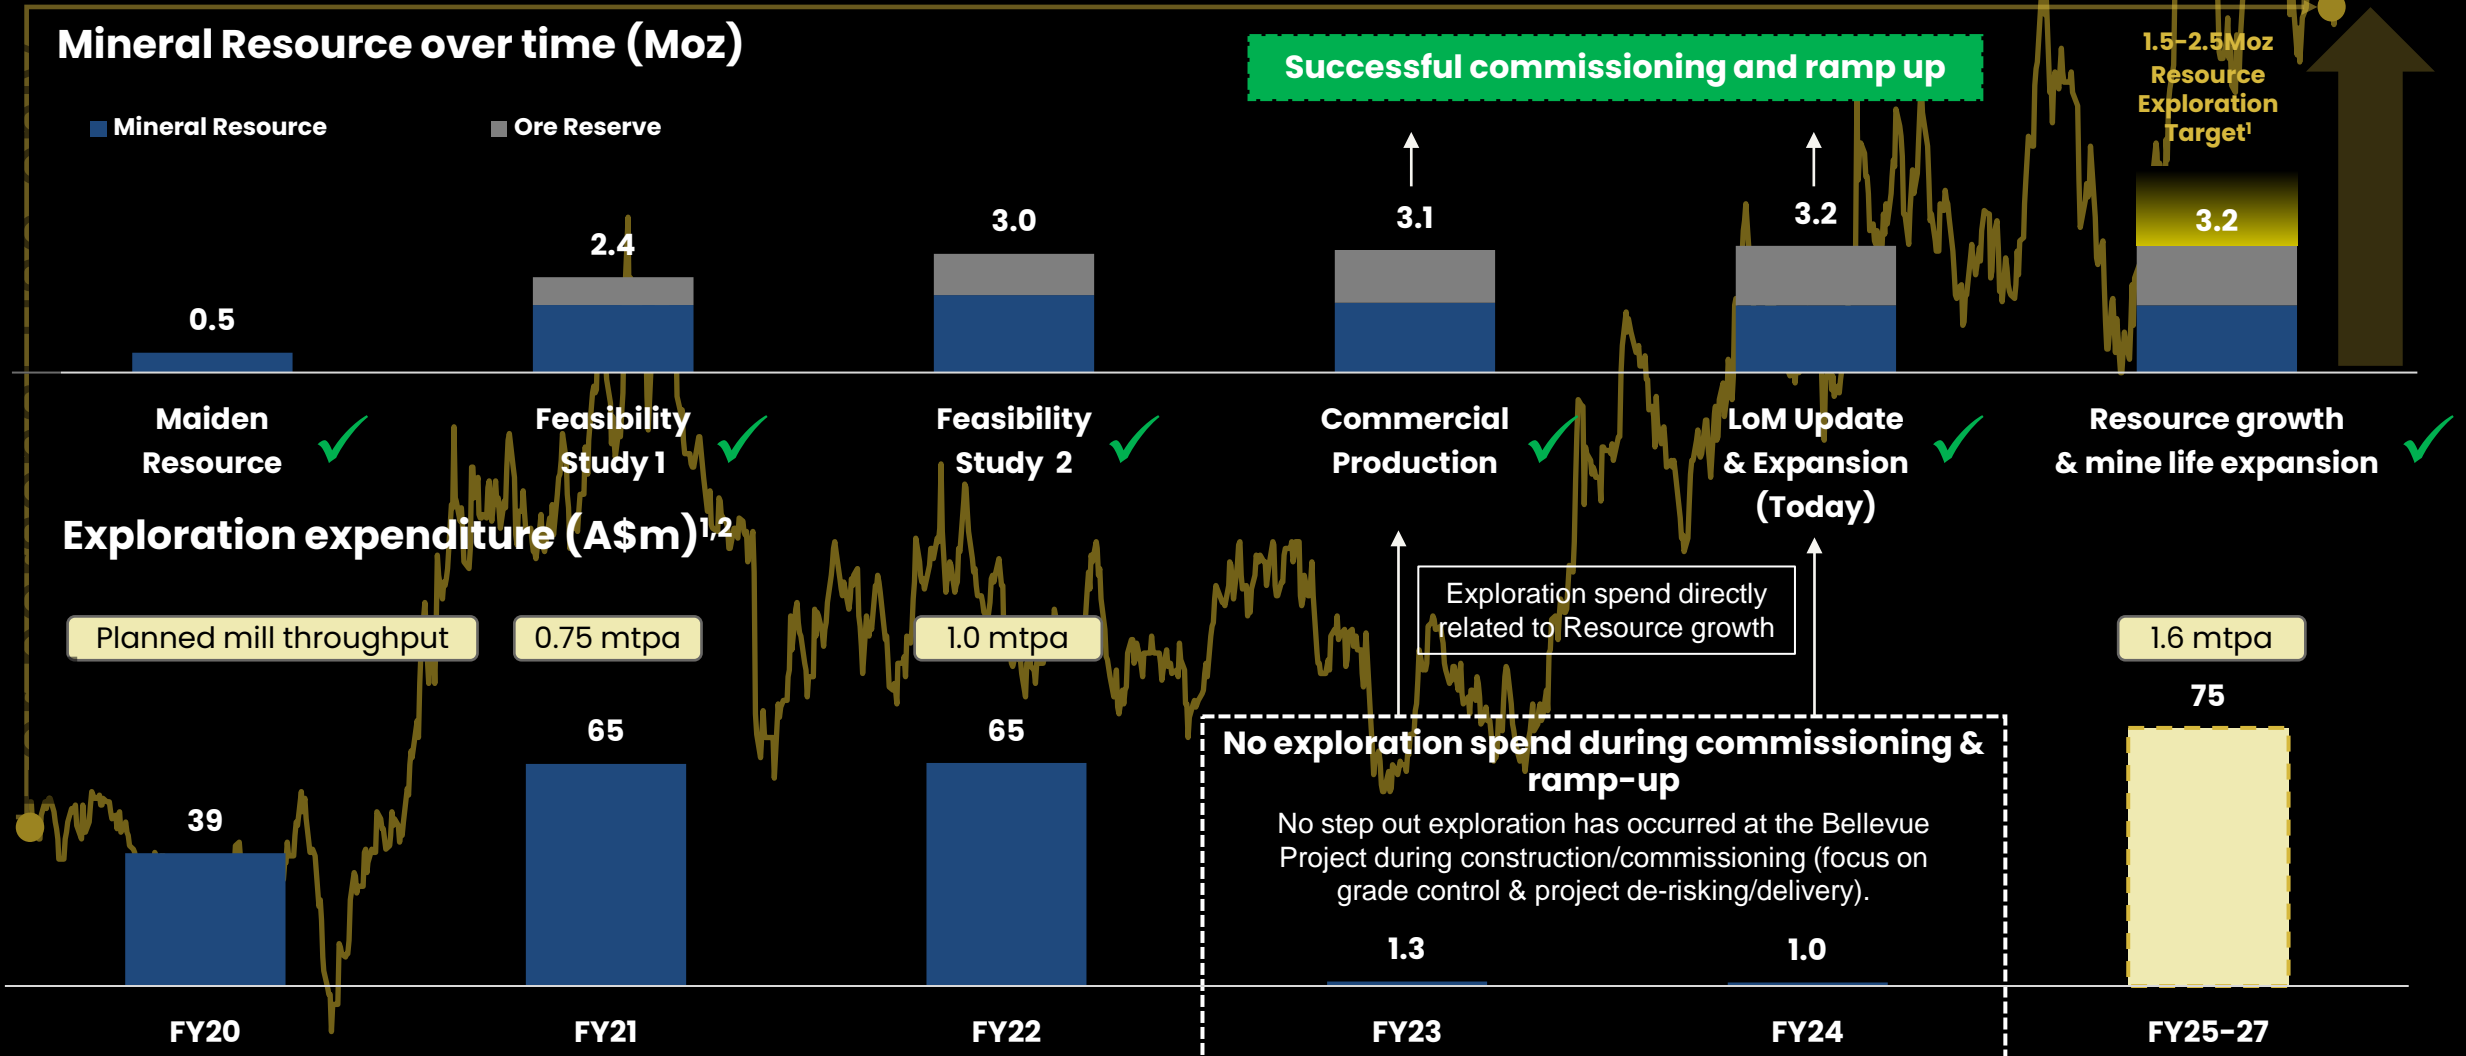 Mineral Resource over time (Moz)
Successful commissioning and ramp up
1.5-2.5Moz
Resource
Exploration
Target¹
Mineral Resource
Ore Reserve
0.5
2.4
3.0
3.1
3.2
3.2
Maiden
Resource
Feasibility
Study 1
Feasibility
Study 2
Commercial
Production
LoM Update
& Expansion
(Today)
Resource growth
& mine life expansion
Exploration expenditure (A$m)¹,²
Exploration spend directly
related to Resource growth
Planned mill throughput
0.75 mtpa
1.0 mtpa
1.6 mtpa
39
65
65
75
No exploration spend during commissioning &
ramp-up
No step out exploration has occurred at the Bellevue
Project during construction/commissioning (focus on
grade control & project de-risking/delivery).
1.3
1.0
FY20
FY21
FY22
FY23
FY24
FY25-27